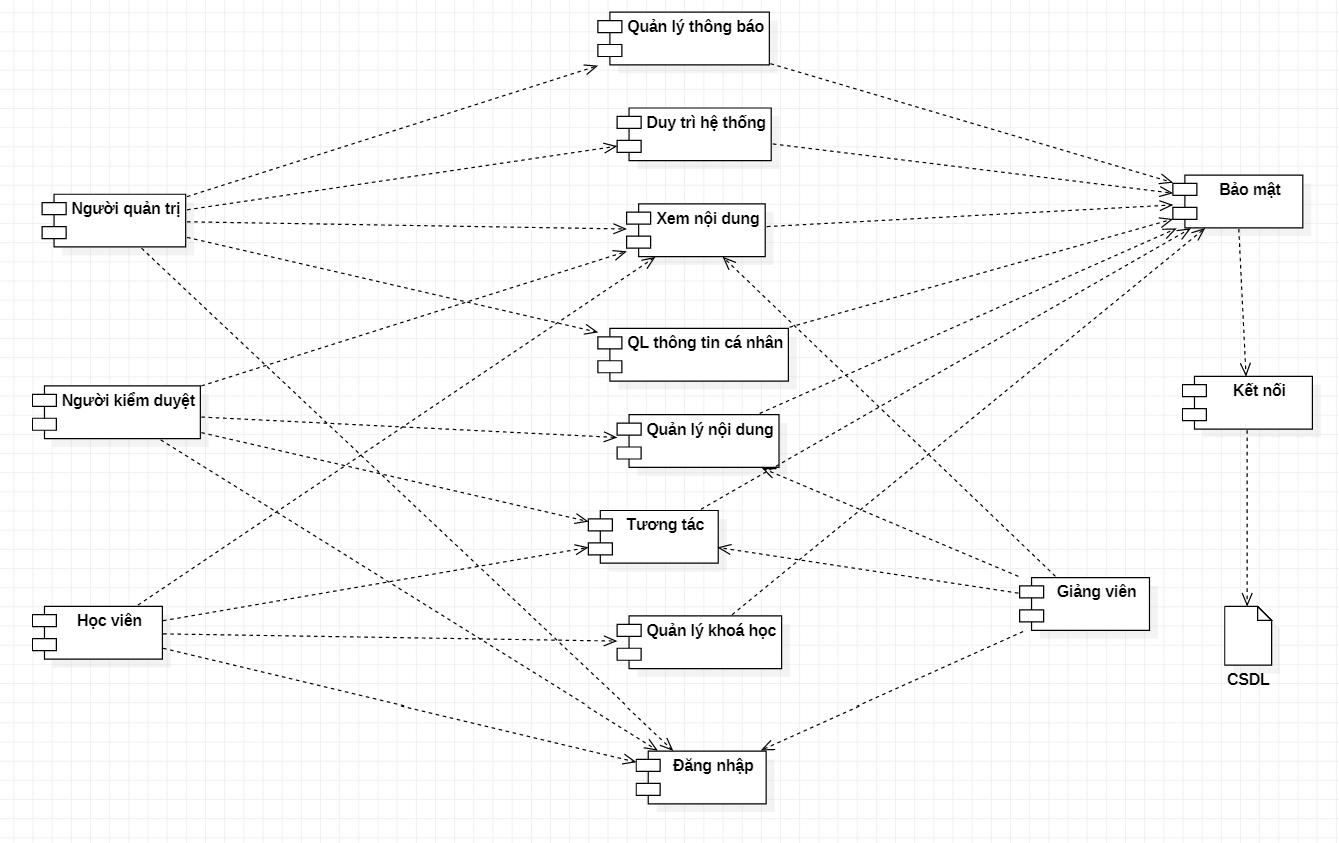 Quản lý thông báo
Duy trì hệ thống
Bảo mật
Người quản trị
Xem nội dung
QL thông tin cá nhân
Kết nối
Người kiểm duyệt
Quản lý nội dung
Tương tác
Giảng viên
Học viên
Quản lý khoá học
CSDL
Đăng nhập